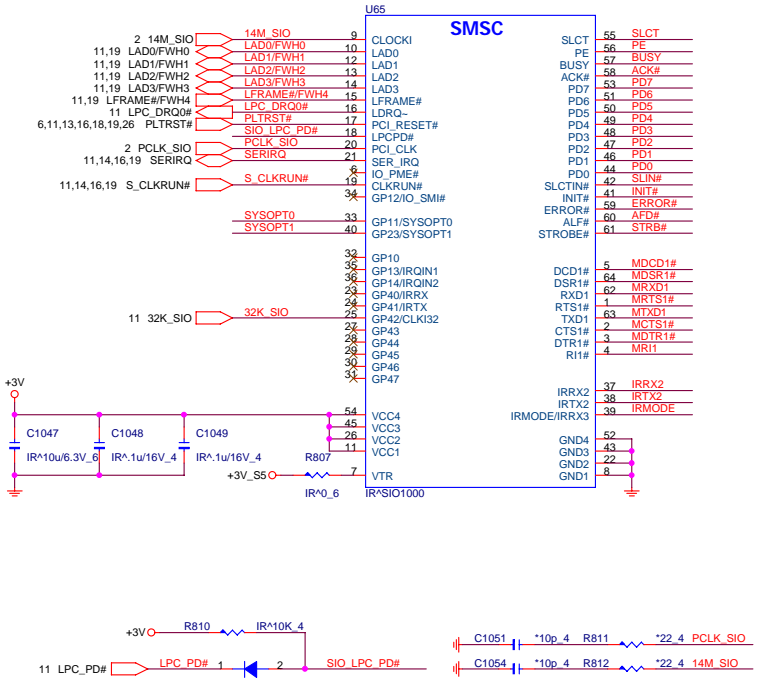 U65
SMSC
2 14M_SIO 14M_SIO 9 CLOCKI SLCT 55 SLCT
11,19 LAD0/FWH0 LAD0/FWH0 10 LAD0 PE 56 PE
11,19 LAD1/FWH1 LAD1/FWH1 12 LAD1 BUSY 57 BUSY
11,19 LAD2/FWH2 LAD2/FWH2 13 LAD2 ACK# 58 ACK#
11,19 LAD3/FWH3 LAD3/FWH3 14 LAD3 PD7 53 PD7
11,19 LFRAME#/FWH4 LFRAME#/FWH4 15 LFRAME# PD6 51 PD6
11 LPC_DRQ0# LPC_DRQ0# 16 LDRQ~ PD5 50 PD5
6,11,13,16,18,19,26 PLTRST# PLTRST# 17 PCI_RESET# PD4 49 PD4
SIO_LPC_PD# 18 LPCPD# PD3 48 PD3
2 PCLK_SIO PCLK_SIO 20 PCI_CLK PD2 47 PD2
11,14,16,19 SERIRQ SERIRQ 21 SER_IRQ PD1 46 PD1
6 IO_PME# PD0 44 PD0
11,14,16,19 S_CLKRUN# S_CLKRUN# 19 CLKRUN# SLCTIN# 42 SLIN#
34 GP12/IO_SMI# INIT# 41 INIT#
ERROR# 59 ERROR#
SYSOPT0 33 GP11/SYSOPT0 ALF# 60 AFD#
SYSOPT1 40 GP23/SYSOPT1 STROBE# 61 STRB#
32 GP10
35 GP13/IRQIN1 DCD1# 5 MDCD1#
36 GP14/IRQIN2 DSR1# 64 MDSR1#
23 GP40/IRRX RXD1 62 MRXD1
24 GP41/IRTX RTS1# 1 MRTS1#
11 32K_SIO 32K_SIO 25 GP42/CLKI32 TXD1 63 MTXD1
27 GP43 CTS1# 2 MCTS1#
28 GP44 DTR1# 3 MDTR1#
29 GP45 RI1# 4 MRI1
30 GP46
31 GP47
+3V
IRRX2 37 IRRX2
IRTX2 38 IRTX2
54 VCC4 IRMODE/IRRX3 39 IRMODE
C1047 C1048 C1049 45 VCC3
26 VCC2 GND4 52
IR^10u/6.3V_6 IR^.1u/16V_4 IR^.1u/16V_4 11 VCC1 GND3 43
R807 GND2 22
+3V_S5 7 VTR GND1 8
IR^0_6 IR^SIO1000
+3V R810 IR^10K_4
C1051 *10p_4 R811 *22_4 PCLK_SIO
11 LPC_PD# LPC_PD# 1 2 SIO_LPC_PD#
C1054 *10p_4 R812 *22_4 14M_SIO